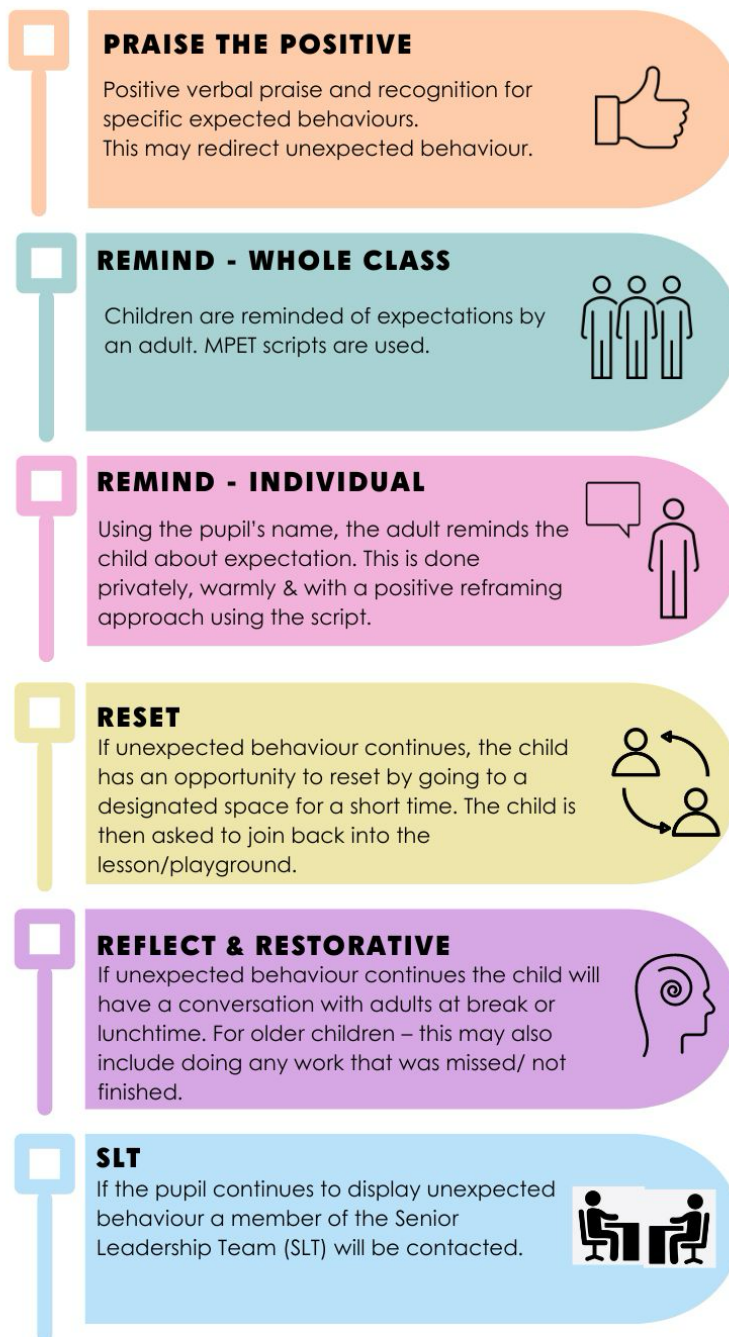 PRAISE THE POSITIVE
Positive verbal praise and recognition for
specific expected behaviours.
This may redirect unexpected behaviour.
REMIND - WHOLE CLASS
Children are reminded of expectations by
an adult. MPET scripts are used.
REMIND - INDIVIDUAL
Using the pupil's name, the adult reminds the
child about expectation. This is done
privately, warmly & with a positive reframing
approach using the script.
RESET
If unexpected behaviour continues, the child
has an opportunity to reset by going to a
designated space for a short time. The child is
then asked to join back into the
lesson/playground.
REFLECT & RESTORATIVE
If unexpected behaviour continues the child will
have a conversation with adults at break or
lunchtime. For older children – this may also
include doing any work that was missed/ not
finished.
SLT
If the pupil continues to display unexpected
behaviour a member of the Senior
Leadership Team (SLT) will be contacted.